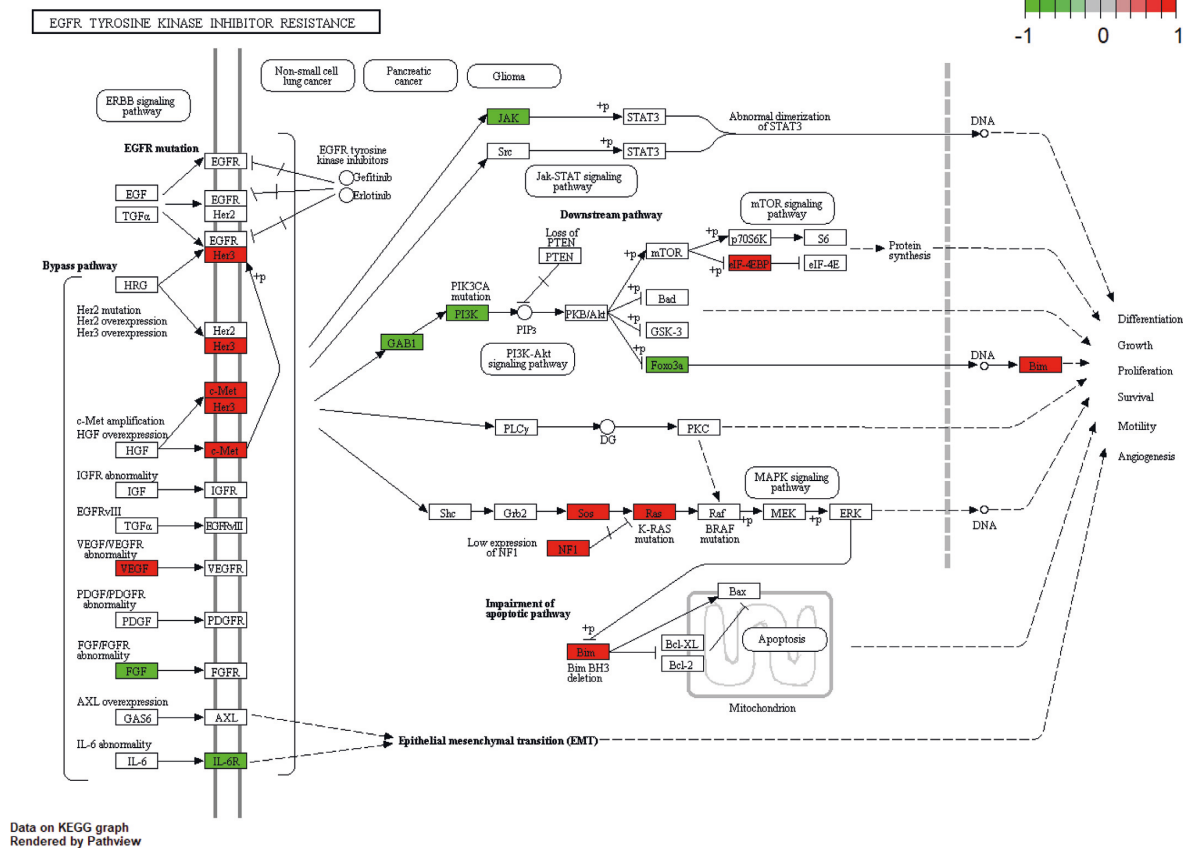 EGFR TYROSINE KINASE INHIBITOR RESISTANCE
-1 0 1
Non-small cell
lung cancer
Pancreatic
cancer
Glioma
ERBB signaling
pathway
EGFR mutation
EGFR
EGF
TGFα
EGFR
Her2
EGFR
Her3
EGFR tyrosine
kinase inhibitors
Gefitinib
Erlotinib
+p
Bypass pathway
HRG
Her2 mutation
Her2 overexpression
Her3 overexpression
Her2
Her3
c-Met
Her3
c-Met amplification
HGF overexpression
HGF
c-Met
IGFR abnormality
IGF
IGFR
EGFRvIII
TGFα
EGFRvIII
VEGF/VEGFR
abnormality
VEGF
VEGFR
PDGF/PDGFR
abnormality
PDGF
PDGFR
FGF/FGFR
abnormality
FGF
FGFR
AXL overexpression
GAS6
AXL
IL-6 abnormality
IL-6
IL-6R
JAK
+p
STAT3
Abnormal dimerization
of STAT3
DNA
Src
+p
STAT3
Jak-STAT signaling
pathway
Downstream pathway
mTOR signaling
pathway
Loss of
PTEN
PTEN
+p
mTOR
+p
p70S6K
S6
+p
eIF-4EBP
eIF-4E
Protein
synthesis
PIK3CA
mutation
GAB1
PI3K
PIP3
PKB/Akt
+p
Bad
+p
GSK-3
+p
Foxo3a
PI3K-Akt
signaling pathway
DNA
Bim
PLCγ
DG
PKC
MAPK signaling
pathway
Shc
Grb2
Sos
Ras
Raf
+p
MEK
+p
ERK
DNA
K-RAS
mutation
BRAF
mutation
Low expression
of NF1
NF1
Impairment of
apoptotic pathway
+p
Bim
Bim BH3
deletion
Bax
Bcl-XL
Bcl-2
Apoptosis
Mitochondrion
Epithelial mesenchymal transition (EMT)
Differentiation
Growth
Proliferation
Survival
Motility
Angiogenesis
Data on KEGG graph
Rendered by Pathview